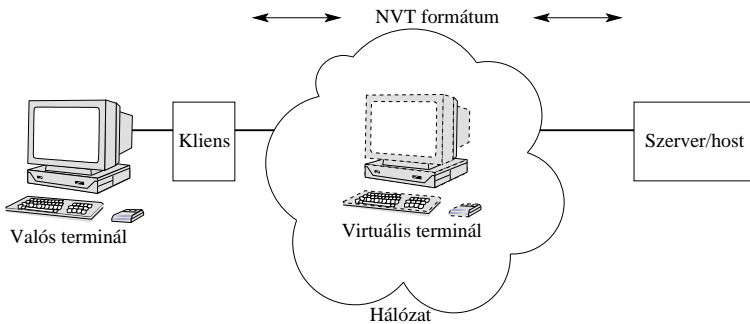 NVT formátum
Kliens
Szerver/host
Valós terminál
Virtuális terminál
Hálózat